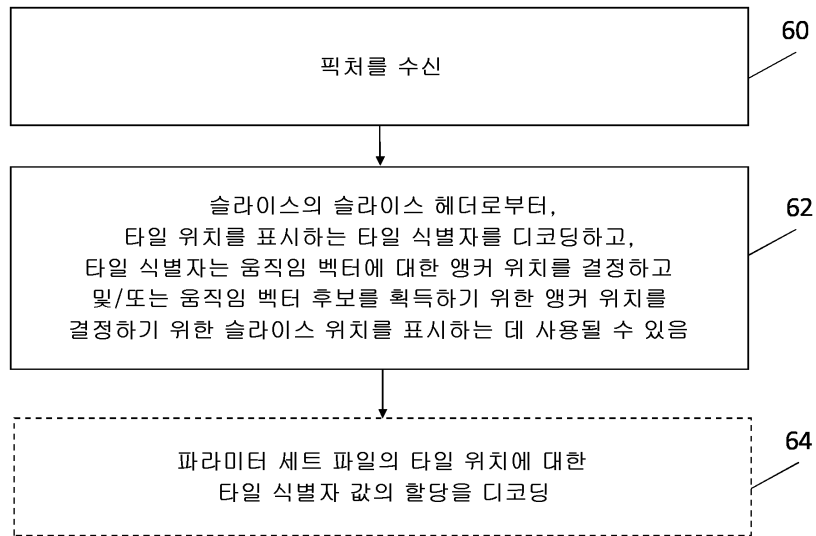 픽처를 수신
60
슬라이스의 슬라이스 헤더로부터,
타일 위치를 표시하는 타일 식별자를 디코딩하고,
타일 식별자는 움직임 벡터에 대한 앵커 위치를 결정하고
및/또는 움직임 벡터 후보를 획득하기 위한 앵커 위치를
결정하기 위한 슬라이스 위치를 표시하는 데 사용될 수 있음
62
파라미터 세트 파일의 타일 위치에 대한
타일 식별자 값의 할당을 디코딩
64